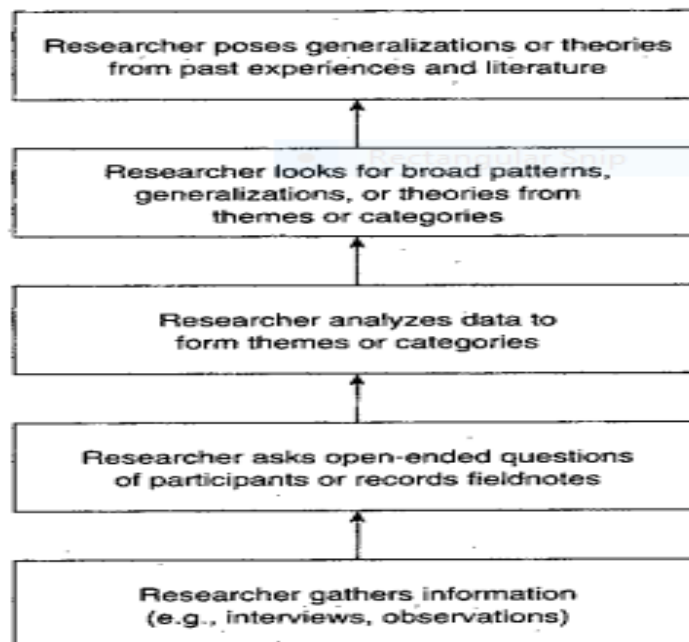 Researcher poses generalizations or theories
from past experiences and literature
Rectangular Snip
Researcher looks for broad patterns,
generalizations, or theories from
themes or categories
Researcher analyzes data to
form themes or categories
Researcher asks open-ended questions
of participants or records fieldnotes
Researcher gathers information
(e.g., interviews, observations)